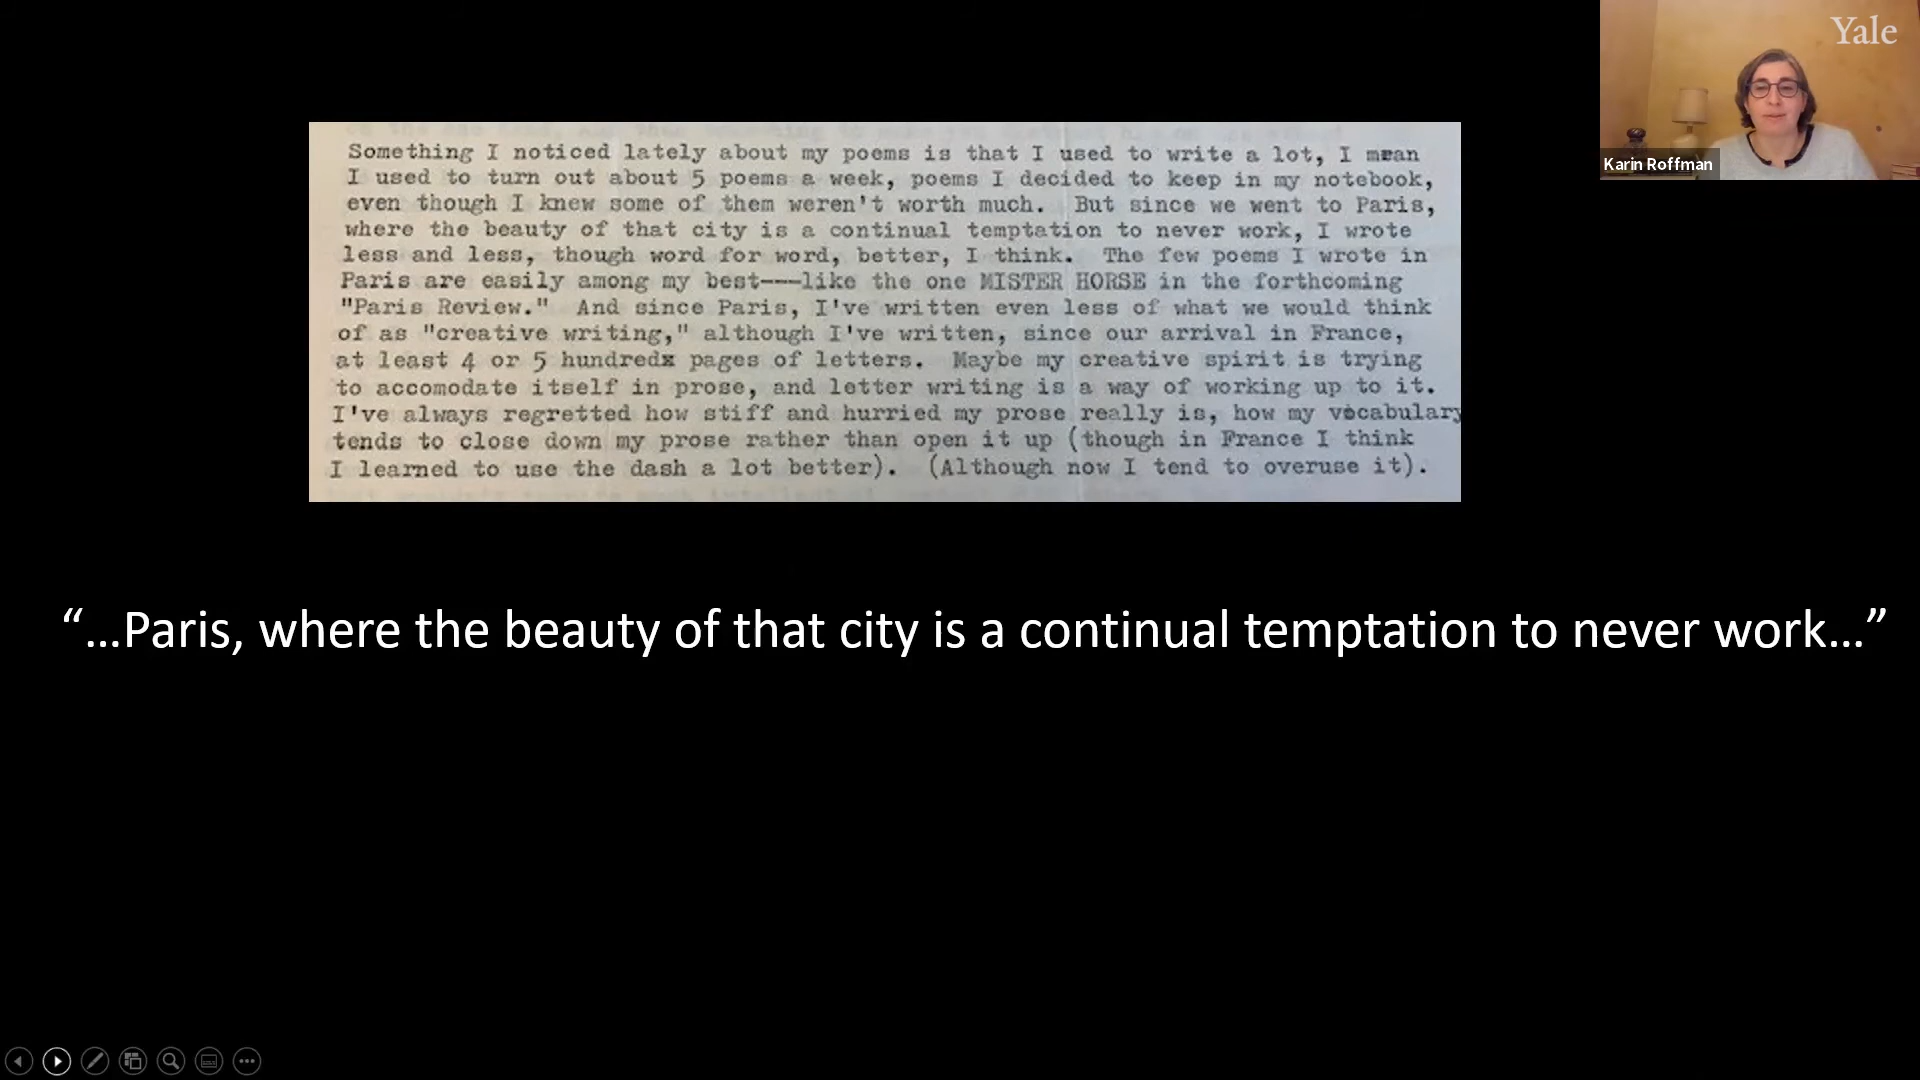 Yale
Karin Roffman
Something I noticed lately about my poems is that I used to write a lot, I mean
I used to turn out about 5 poems a week, poems I decided to keep in my notebook,
even though I knew some of them weren't worth much. But since we went to Paris,
where the beauty of that city is a continual temptation to never work, I wrote
less and less, though word for word, better, I think. The few poems I wrote in
Paris are easily among my best---like the one MISTER HORSE in the forthcoming
"Paris Review." And since Paris, I've written even less of what we would think
of as "creative writing," although I've written, since our arrival in France,
at least 4 or 5 hundredx pages of letters. Maybe my creative spirit is trying
to accomodate itself in prose, and letter writing is a way of working up to it.
I've always regretted how stiff and hurried my prose really is, how my vocabulary
tends to close down my prose rather than open it up (though in France I think
I learned to use the dash a lot better). (Although now I tend to overuse it).
“…Paris, where the beauty of that city is a continual temptation to never work…”